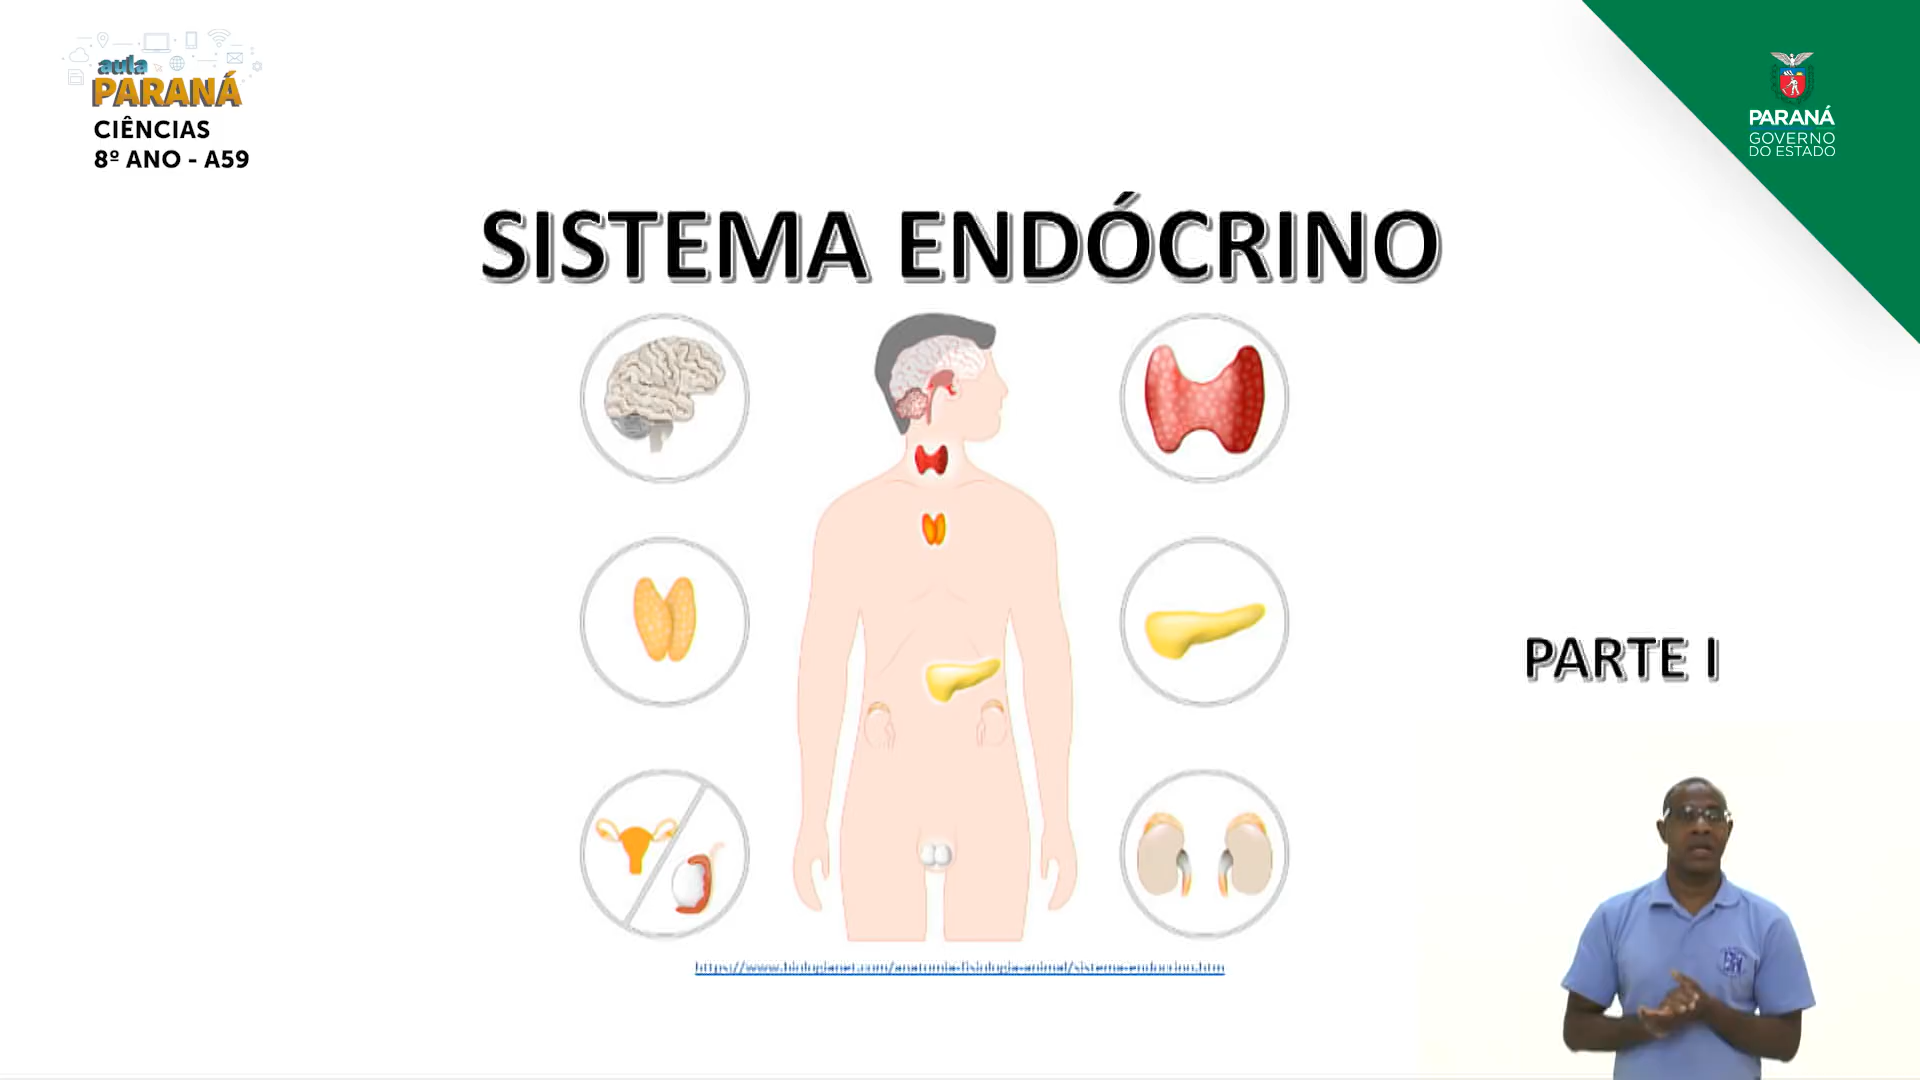 aula
PARANÁ
CIÊNCIAS
8º ANO - A59
PARANÁ
GOVERNO
DO ESTADO
SISTEMA ENDÓCRINO
PARTE I